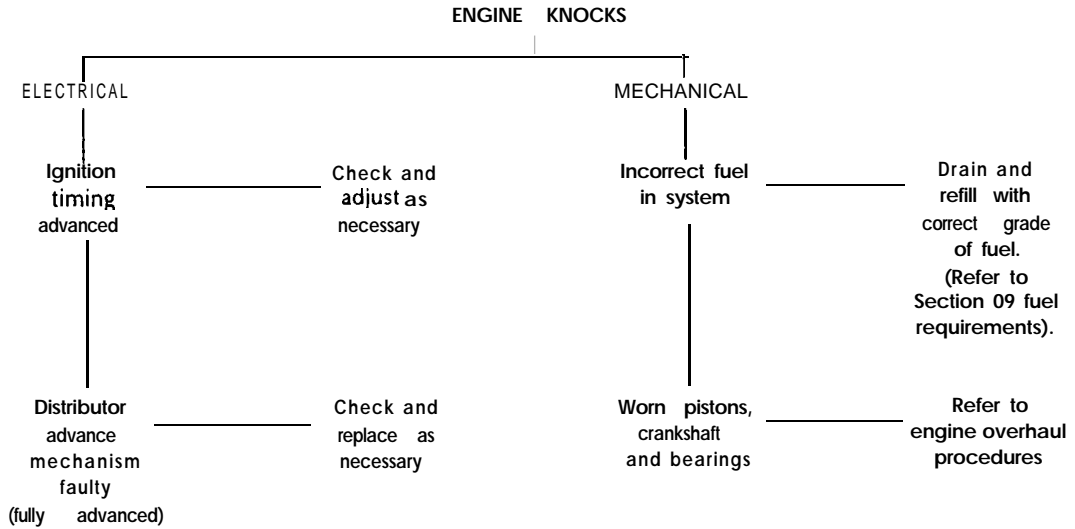 ENGINE KNOCKS
ELECTRICAL
MECHANICAL
Ignition
timing
advanced
Check and
adjust as
necessary
Incorrect fuel
in system
Drain and
refill with
correct grade
of fuel.
(Refer to
Section 09 fuel
requirements).
Distributor
advance
mechanism
faulty
(fully advanced)
Check and
replace as
necessary
Worn pistons,
crankshaft
and bearings
Refer to
engine overhaul
procedures